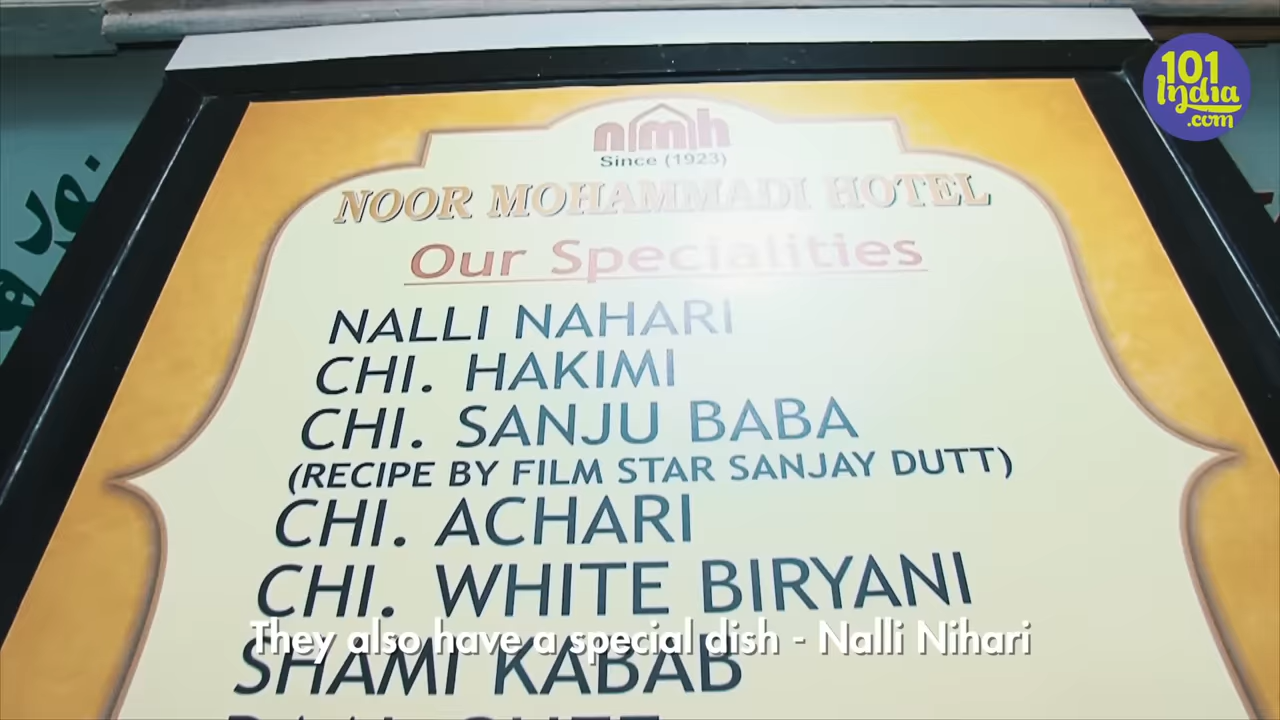 101
India
.com
nmh
Since (1923)
NOOR MOHAMMADI HOTEL
Our Specialities
NALLI NAHARI
CHI. HAKIMI
CHI. SANJU BABA
(RECIPE BY FILM STAR SANJAY DUTT)
CHI. ACHARI
CHI. WHITE BIRYANI
SHAMI KABAB
They also have a special dish - Nalli Nihari
نور